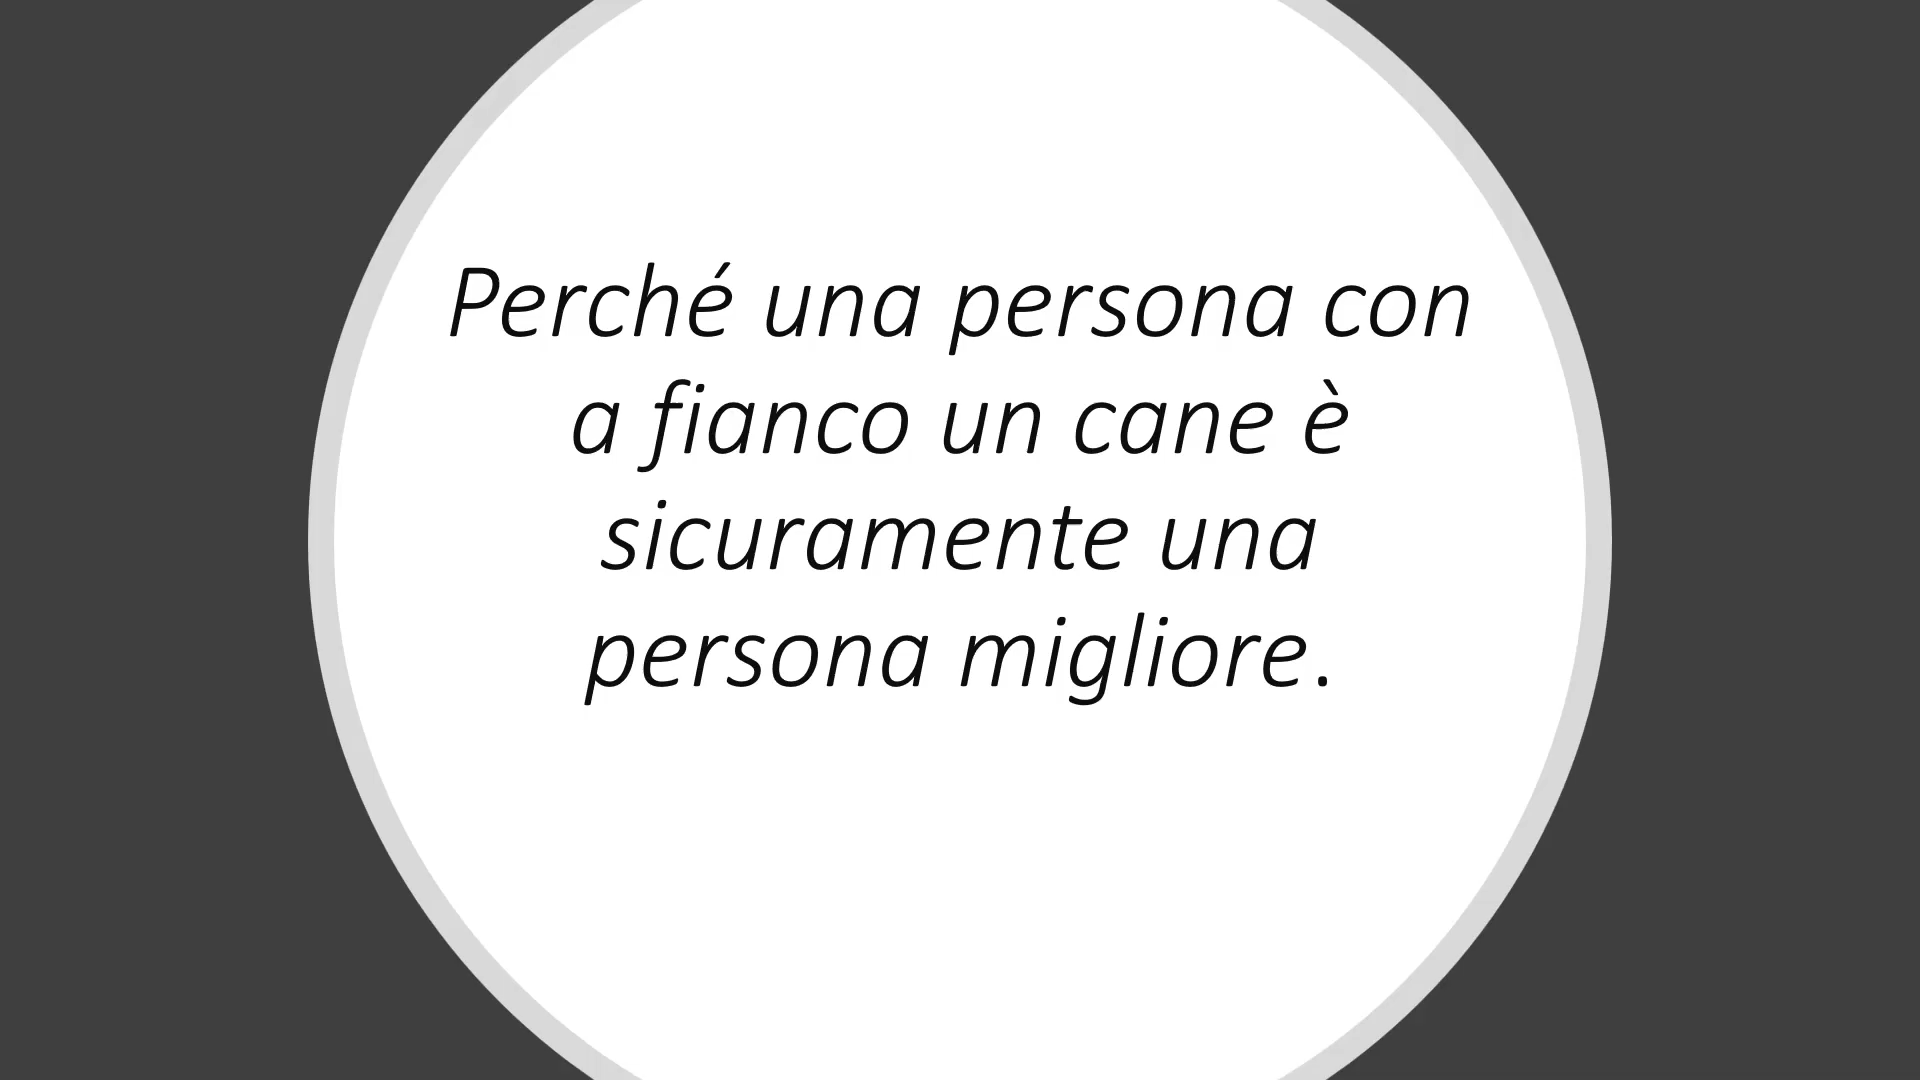 Perché una persona con
a fianco un cane è
sicuramente una
persona migliore.